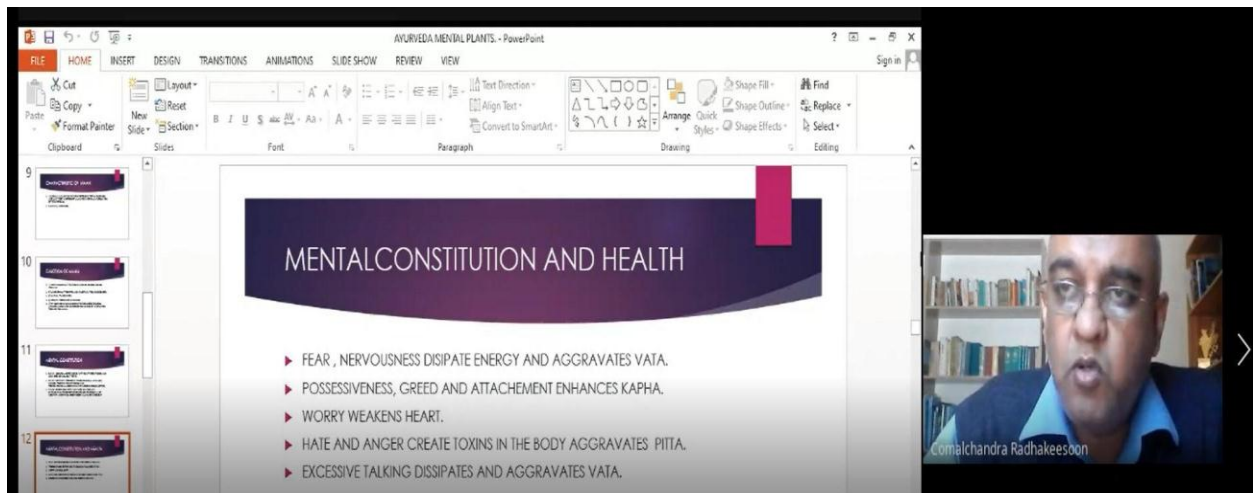 AYURVEDA MENTAL PLANTS. - PowerPoint
FILE HOME INSERT DESIGN TRANSITIONS ANIMATIONS SLIDE SHOW REVIEW VIEW Sign in
Cut
Copy
Format Painter
Paste
Clipboard
New
Slide
Layout
Reset
Section
Slides
Font
Text Direction
Align Text
Convert to SmartArt
Paragraph
Arrange
Quick
Styles
Shape Fill
Shape Outline
Shape Effects
Drawing
Find
Replace
Select
Editing
9
10
11
12
MENTALCONSTITUTION AND HEALTH
FEAR , NERVOUSNESS DISIPATE ENERGY AND AGGRAVATES VATA.
POSSESSIVENESS, GREED AND ATTACHEMENT ENHANCES KAPHA.
WORRY WEAKENS HEART.
HATE AND ANGER CREATE TOXINS IN THE BODY AGGRAVATES PITTA.
EXCESSIVE TALKING DISSIPATES AND AGGRAVATES VATA.
Comalchandra Radhakeesoon